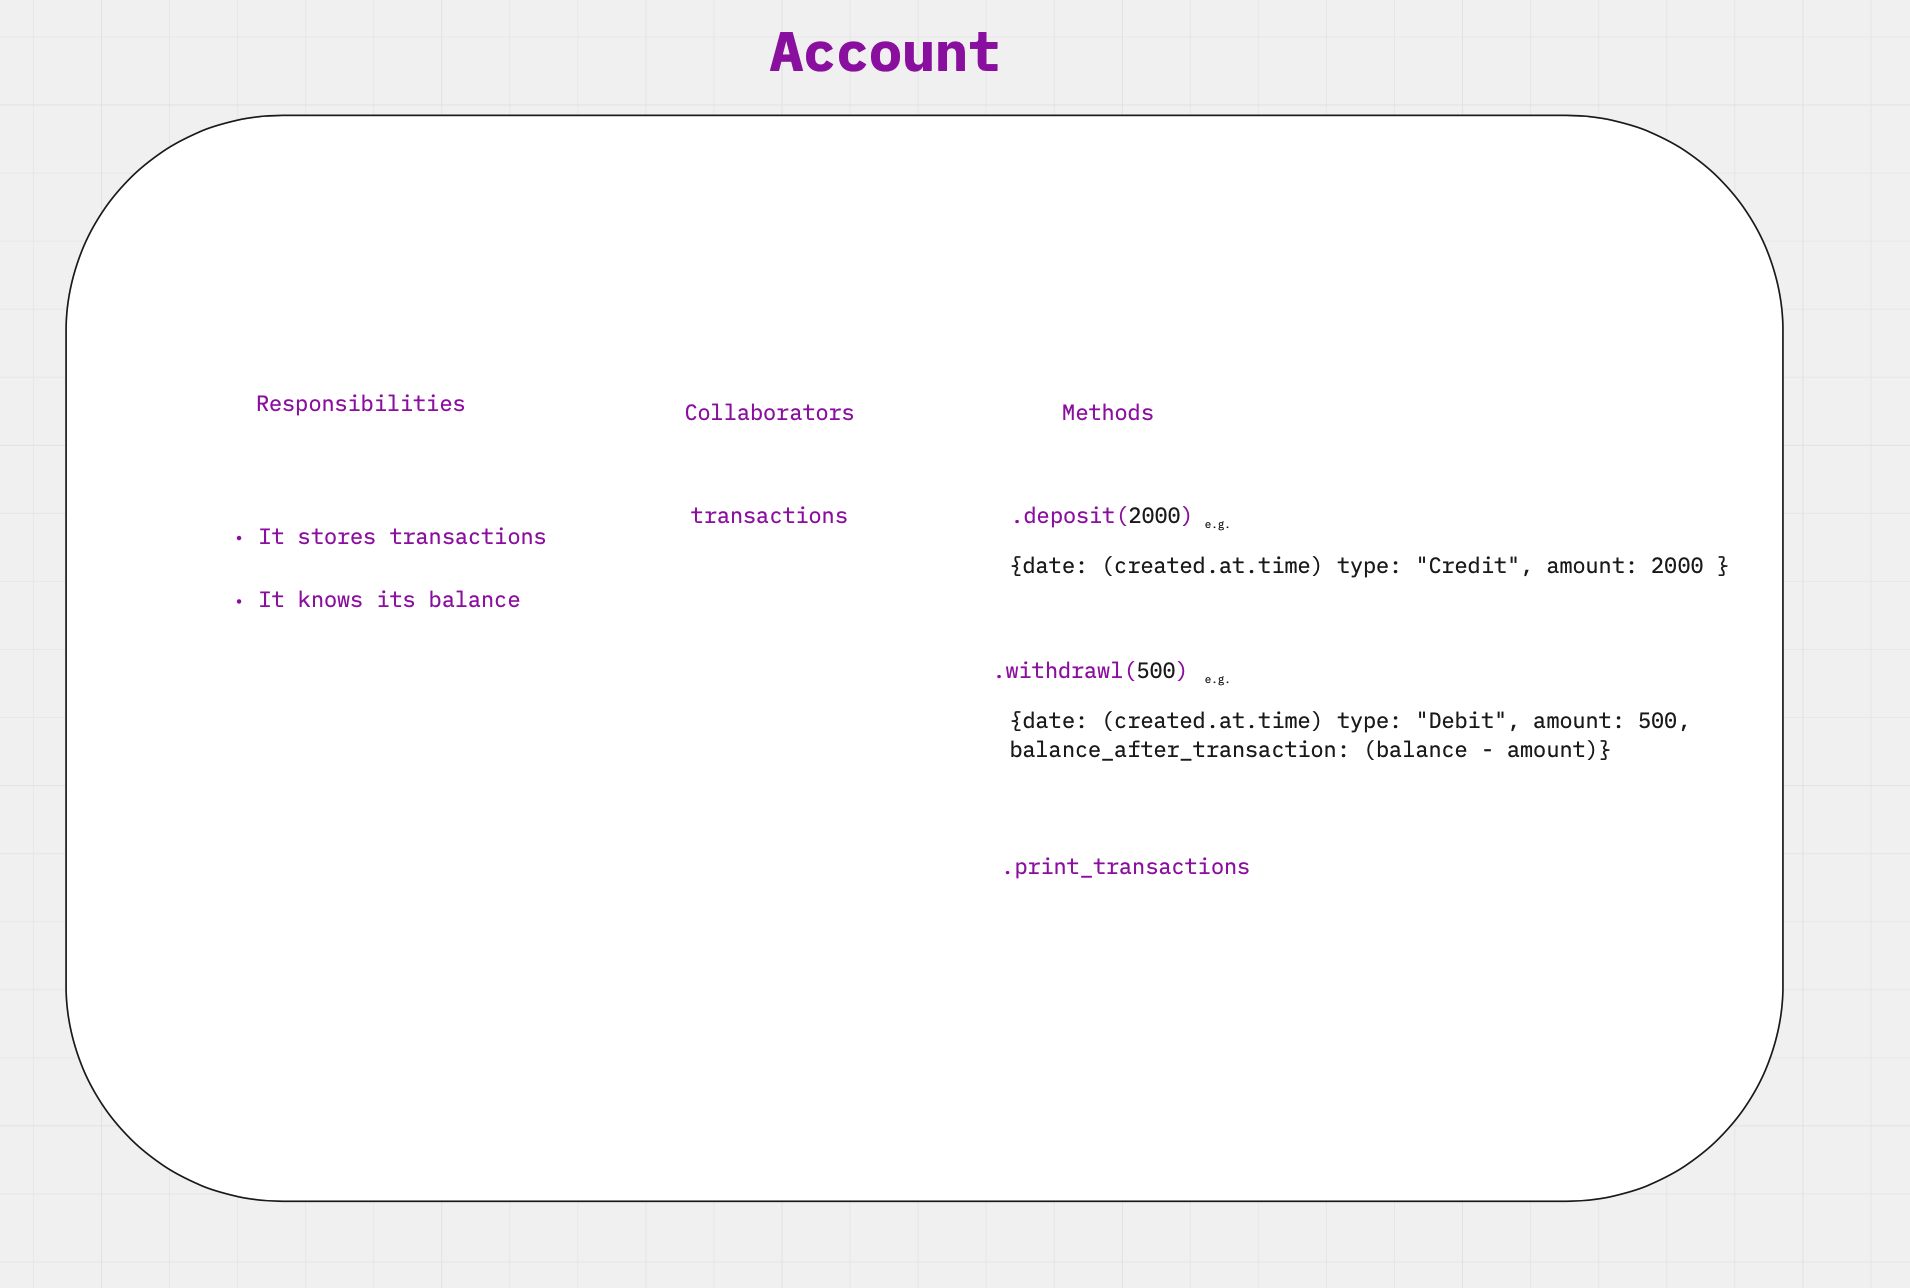 Account
Responsibilities
Collaborators
Methods
• It stores transactions
• It knows its balance
transactions
.deposit(2000) e.g.
{date: (created.at.time) type: "Credit", amount: 2000 }
.withdrawl(500) e.g.
{date: (created.at.time) type: "Debit", amount: 500,
balance_after_transaction: (balance - amount)}
.print_transactions